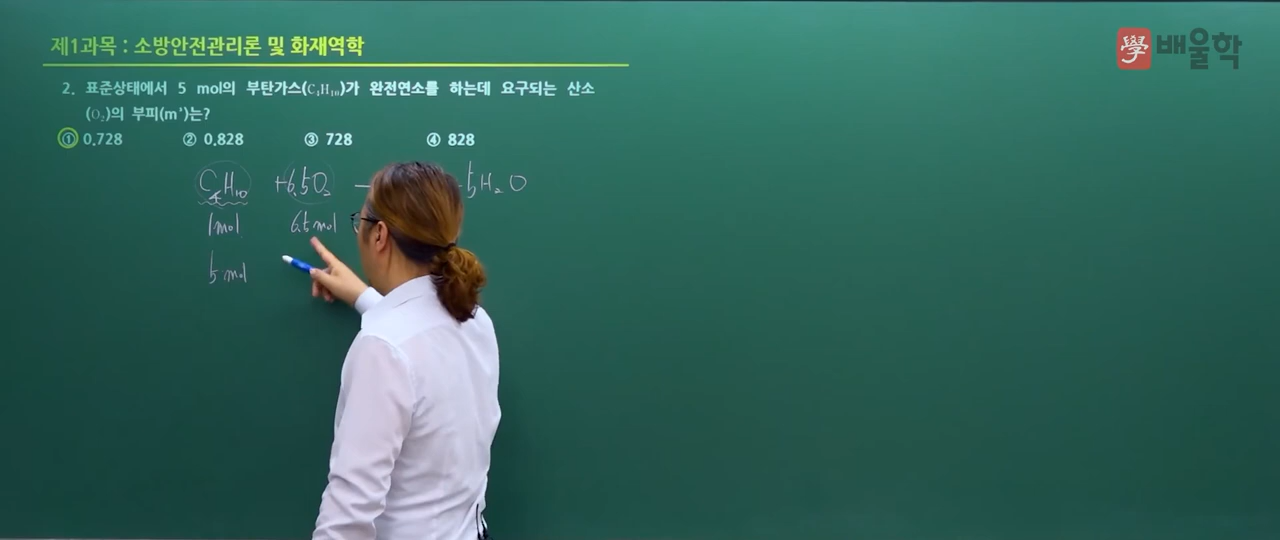 제1과목 : 소방안전관리론 및 화재역학
學 배울학
2. 표준상태에서 5 mol의 부탄가스(C₄H₁₀)가 완전연소를 하는데 요구되는 산소
(O₂)의 부피(m³)는?
① 0.728 ② 0.828 ③ 728 ④ 828
C₄H₁₀ +6.5O₂ 5H₂O
1mol 6.5mol
5mol